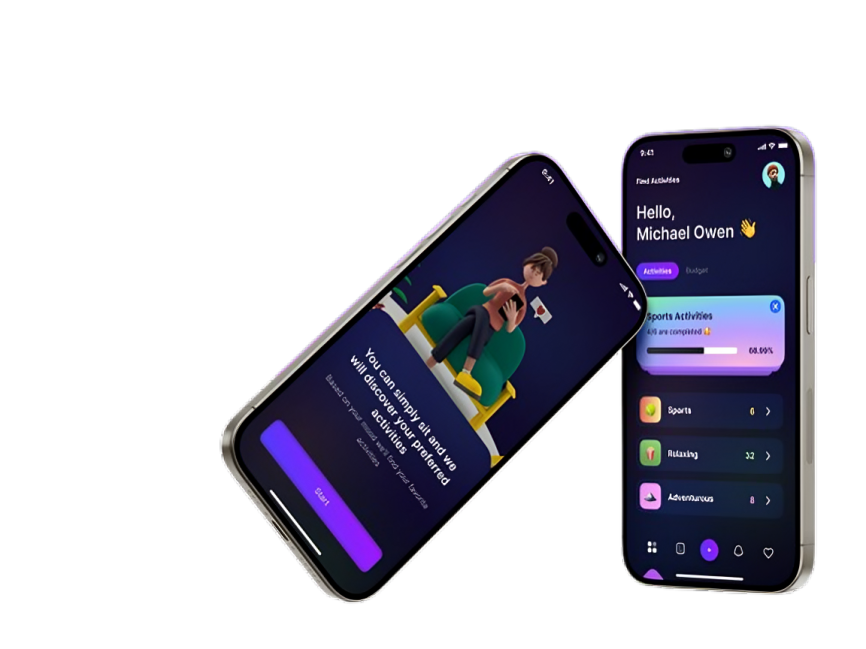 9:41
You can simply sit and we
will discover your preferred
activities
Based on your mood we'll find your favorite
activities
Start
9:41
Find Activities
Hello,
Michael Owen 👋
Activities Budget
Sports Activities
4/6 are completed
Sports 6
Relaxing 32
Adventurous 8